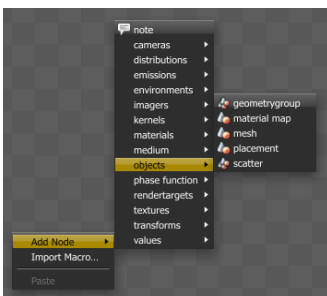 note
cameras
distributions
emissions
environments
imagers
kernels
materials
medium
objects
phase function
rendertargets
textures
transforms
values
geometrygroup
material map
mesh
placement
scatter
Add Node
Import Macro...
Paste